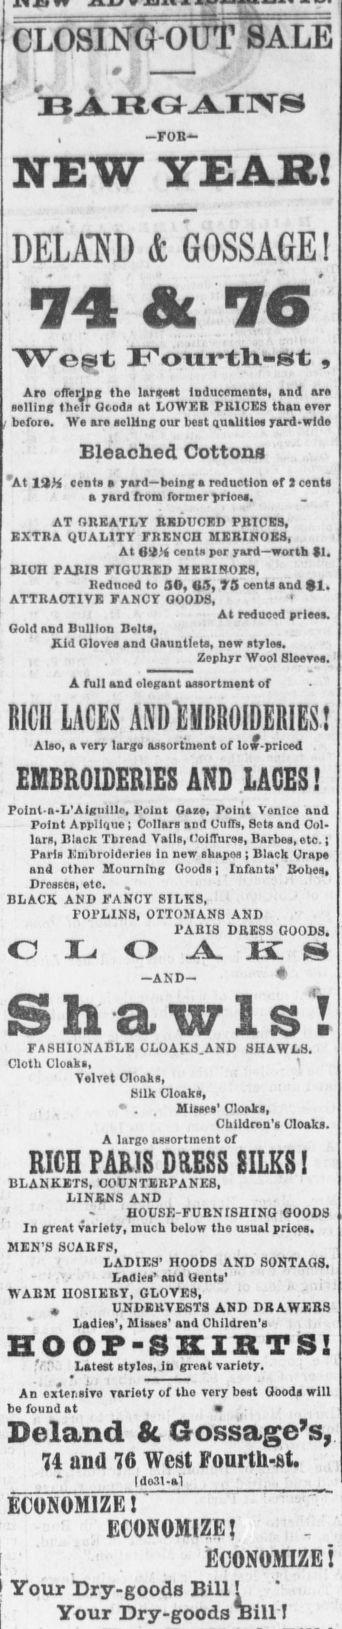 NEW ADVERTISEMENTS.
CLOSING-OUT SALE
BARGAINS
—FOR—
NEW YEAR!
DELAND & GOSSAGE!
74 & 76
West Fourth-st,
Are offering the largest inducements, and are
selling their Goods at LOWER PRICES than ever
before. We are selling our best qualities yard-wide
Bleached Cottons
At 12½ cents a yard—being a reduction of 2 cents
a yard from former prices.
AT GREATLY REDUCED PRICES,
EXTRA QUALITY FRENCH MERINOES,
At 62½ cents per yard—worth $1.
RICH PARIS FIGURED MERINOES,
Reduced to 50, 65, 75 cents and $1.
ATTRACTIVE FANCY GOODS,
At reduced prices.
Gold and Bullion Belts,
Kid Gloves and Gauntlets, new styles.
Zephyr Wool Sleeves.
A full and elegant assortment of
RICH LACES AND EMBROIDERIES!
Also, a very large assortment of low-priced
EMBROIDERIES AND LACES!
Point-a-L'Aiguille, Point Gaze, Point Venice and
Point Applique; Collars and Cuffs, Sets and Col-
lars, Black Thread Vails, Coiffures, Barbes, etc.;
Paris Embroideries in new shapes; Black Crape
and other Mourning Goods; Infants' Robes,
Dresses, etc.
BLACK AND FANCY SILKS,
POPLINS, OTTOMANS AND
PARIS DRESS GOODS.
CLOAKS
—AND—
Shawls!
FASHIONABLE CLOAKS AND SHAWLS.
Cloth Cloaks,
Velvet Cloaks,
Silk Cloaks,
Misses' Cloaks,
Children's Cloaks.
A large assortment of
RICH PARIS DRESS SILKS!
BLANKETS, COUNTERPANES,
LINENS AND
HOUSE-FURNISHING GOODS
In great variety, much below the usual prices.
MEN'S SCARFS,
LADIES' HOODS AND SONTAGS.
Ladies' and Gents'
WARM HOSIERY, GLOVES,
UNDERVESTS AND DRAWERS
Ladies', Misses' and Children's
HOOP-SKIRTS!
Latest styles, in great variety.
An extensive variety of the very best Goods will
be found at
Deland & Gossage's,
74 and 76 West Fourth-st.
[de31-a]
ECONOMIZE!
ECONOMIZE!
ECONOMIZE!
Your Dry-goods Bill!
Your Dry-goods Bill!